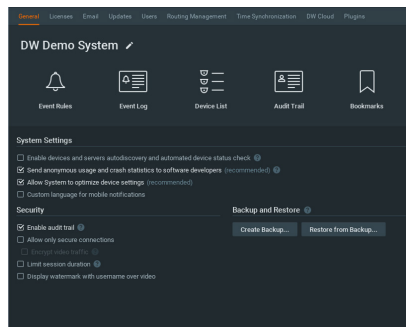 General Licenses Email Updates Users Routing Management Time Synchronization DW Cloud Plugins
DW Demo System
Event Rules Event Log Device List Audit Trail Bookmarks
System Settings
Enable devices and servers autodiscovery and automated device status check ?
Send anonymous usage and crash statistics to software developers (recommended) ?
Allow System to optimize device settings (recommended)
Custom language for mobile notifications
Security Backup and Restore ?
Enable audit trail ?
Create Backup... Restore from Backup...
Allow only secure connections
Encrypt video traffic ?
Limit session duration ?
Display watermark with username over video